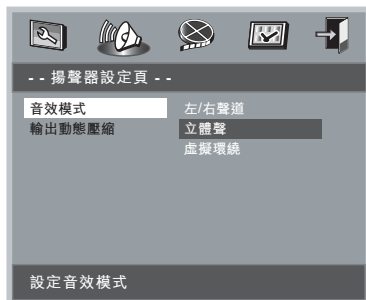 - - 揚聲器設定頁 - -
音效模式
左/右聲道
輸出動態壓縮
立體聲
虛擬環繞
設定音效模式